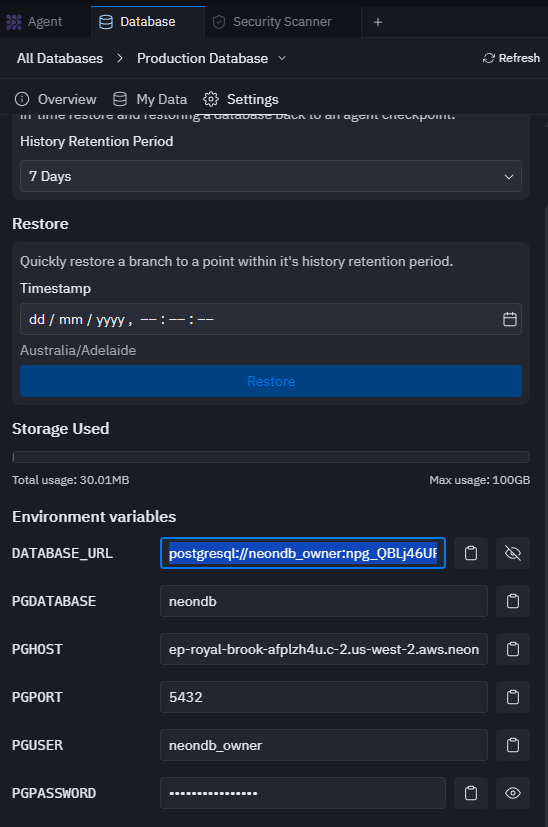 Agent Database Security Scanner +
All Databases > Production Database Refresh
Overview My Data Settings
in-time restore and restoring a database back to an agent checkpoint.
History Retention Period
7 Days
Restore
Quickly restore a branch to a point within it's history retention period.
Timestamp
dd / mm / yyyy , –– : –– : ––
Australia/Adelaide
Restore
Storage Used
Total usage: 30.01MB Max usage: 100GB
Environment variables
DATABASE_URL postgresql://neondb_owner:npg_QBLj46U
PGDATABASE neondb
PGHOST ep-royal-brook-afplzh4u.c-2.us-west-2.aws.neon
PGPORT 5432
PGUSER neondb_owner
PGPASSWORD ••••••••••••••••